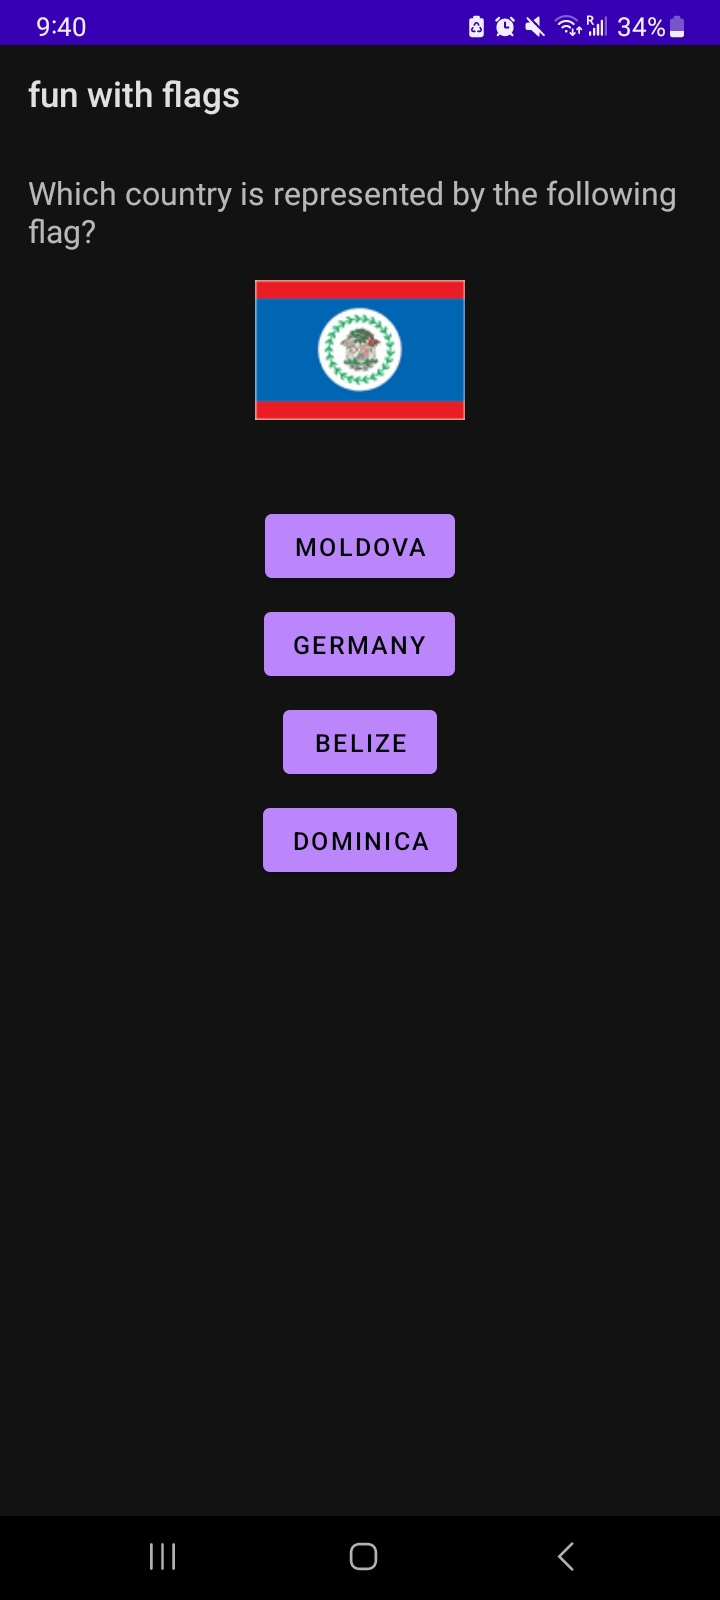 9:40
R
34%
fun with flags
Which country is represented by the following
flag?
MOLDOVA
GERMANY
BELIZE
DOMINICA